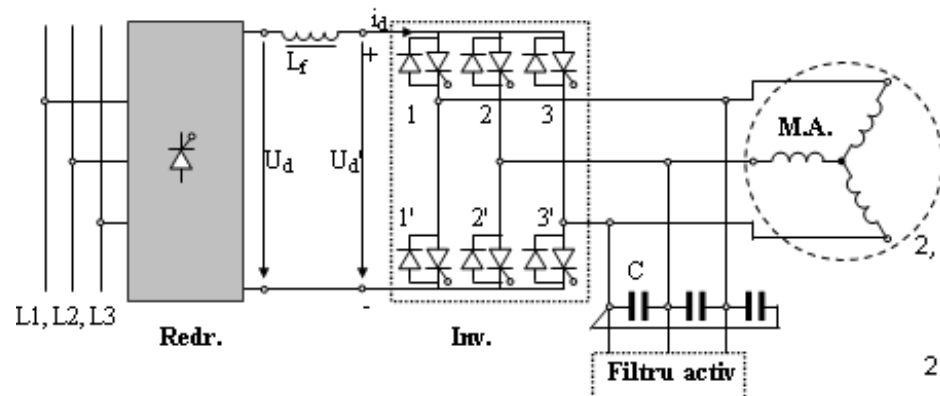 i_d
L_f
+
1 2 3
M.A.
U_d U_d'
1' 2' 3'
2,
C
-
L1, L2, L3
Redr. Inv.
Filtru activ
2